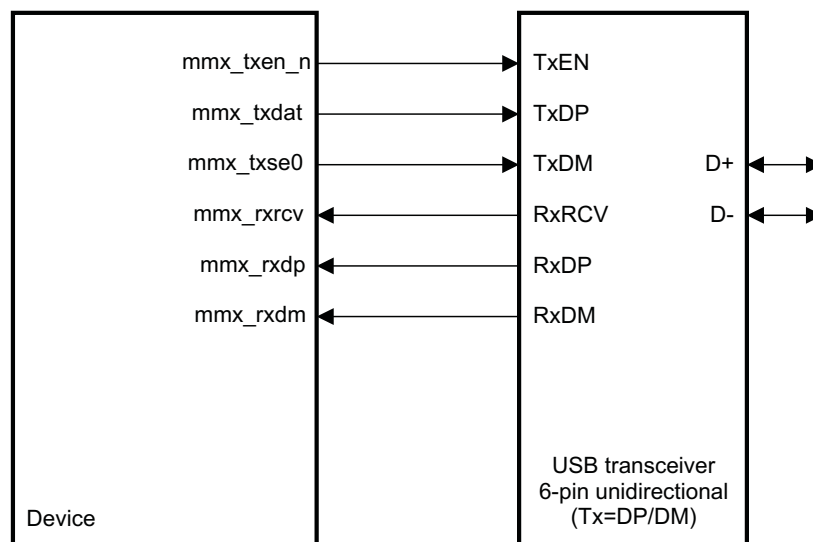 mmx_txen_n TxEN
mmx_txdat TxDP
mmx_txse0 TxDM D+
mmx_rxrcv RxRCV D-
mmx_rxdp RxDP
mmx_rxdm RxDM
USB transceiver
6-pin unidirectional
(Tx=DP/DM)
Device